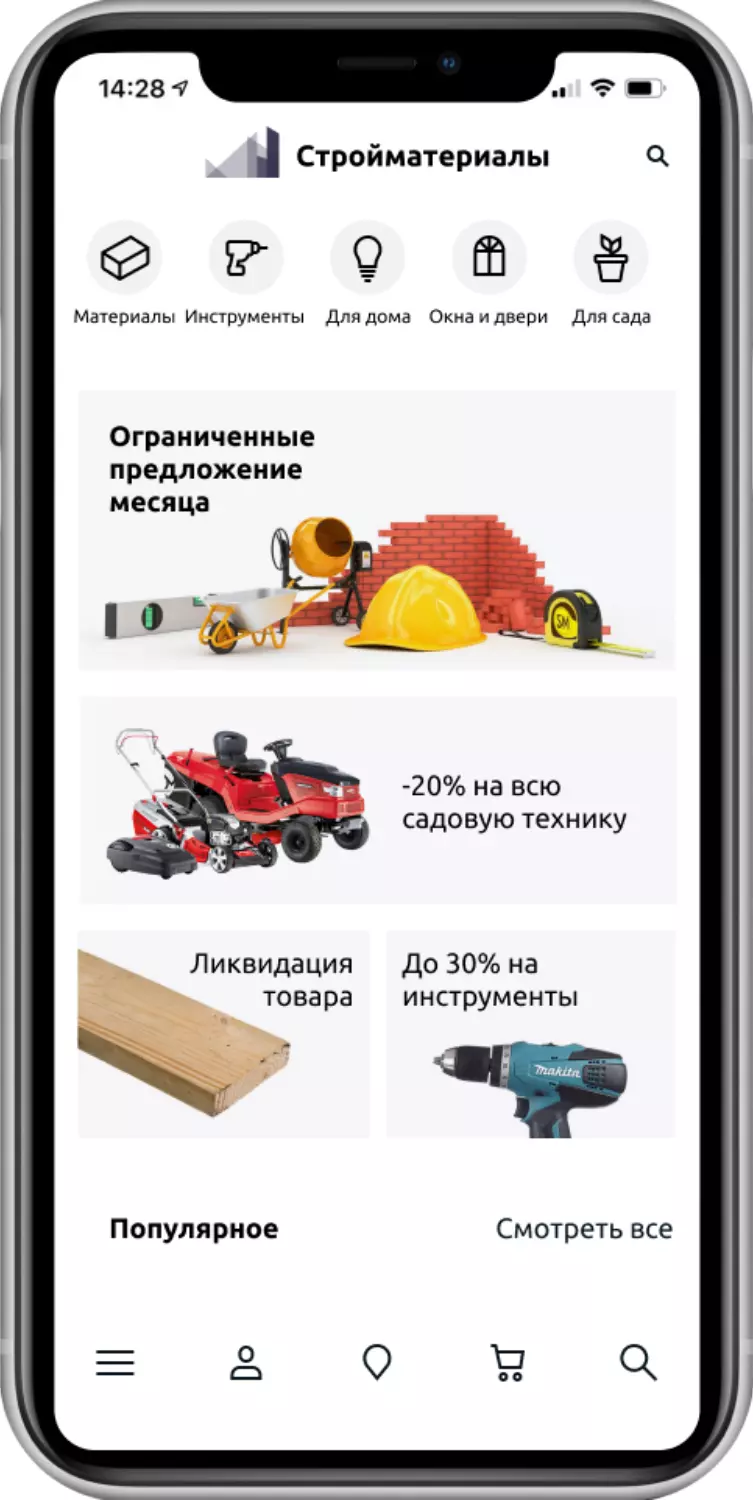 14:28
Стройматериалы
Материалы Инструменты Для дома Окна и двери Для сада
Ограниченные
предложение
месяца
SM
-20% на всю
садовую технику
Ликвидация
товара
До 30% на
инструменты
makita
Популярное Смотреть все